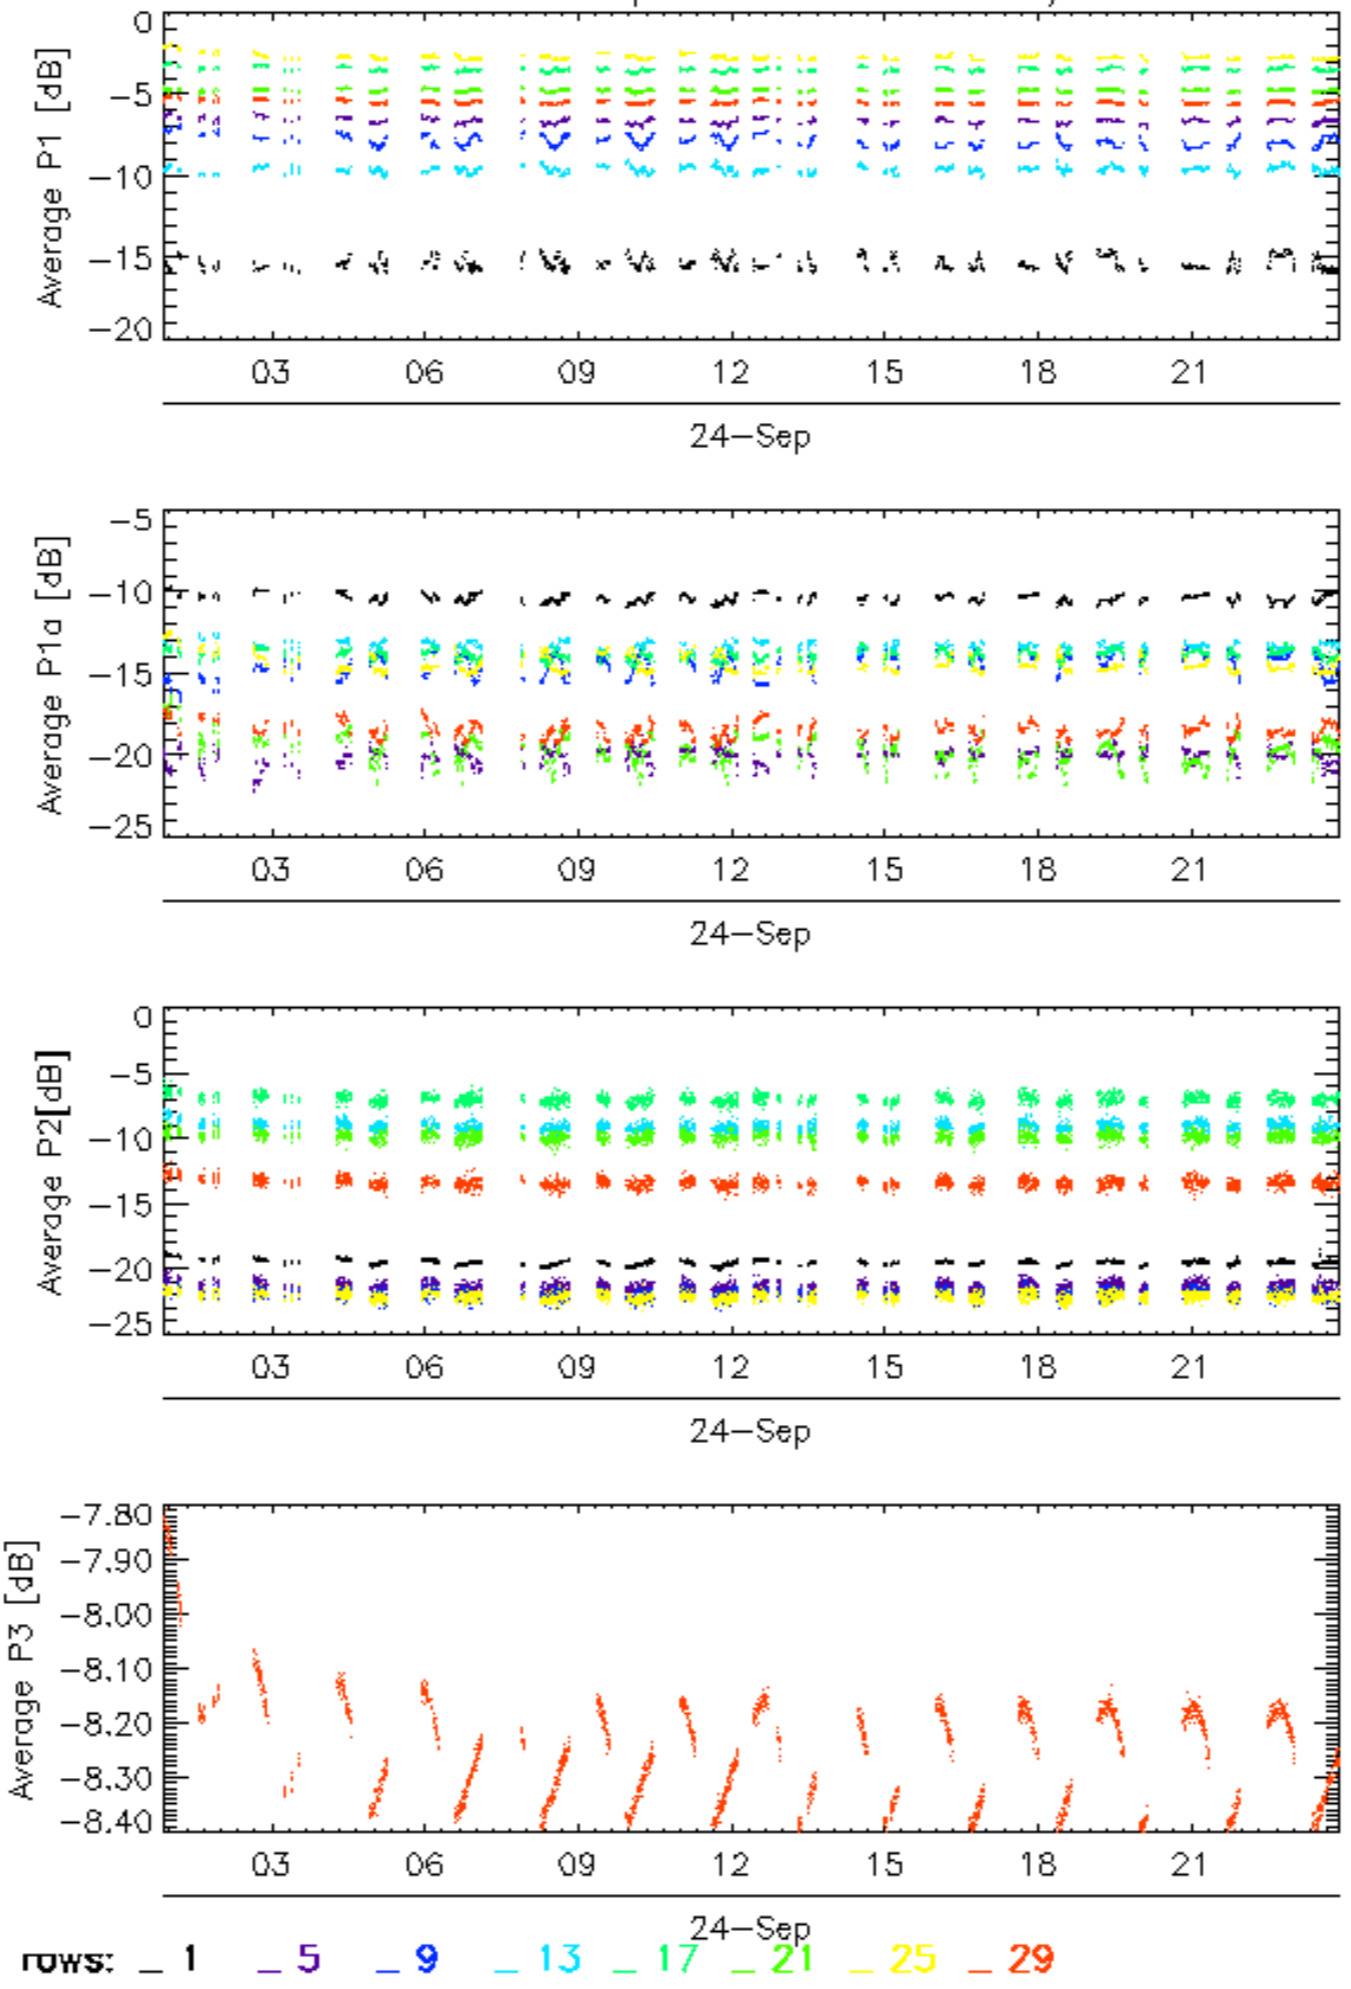 0
−5
−10
−15
−20
Average P1 [dB]
03 06 09 12 15 18 21
24−Sep
−5
−10
−15
−20
−25
Average P1a [dB]
03 06 09 12 15 18 21
24−Sep
0
−5
−10
−15
−20
−25
Average P2[dB]
03 06 09 12 15 18 21
24−Sep
−7.80
−7.90
−8.00
−8.10
−8.20
−8.30
−8.40
Average P3 [dB]
03 06 09 12 15 18 21
24−Sep
rows: _ 1 _ 5 _ 9 _ 13 _ 17 _ 21 _ 25 _ 29